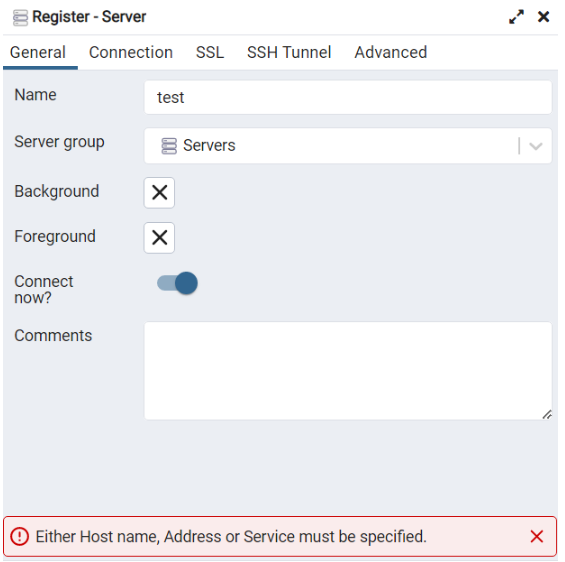 Register - Server
General Connection SSL SSH Tunnel Advanced
Name test
Server group Servers
Background
Foreground
Connect
now?
Comments
Either Host name, Address or Service must be specified.